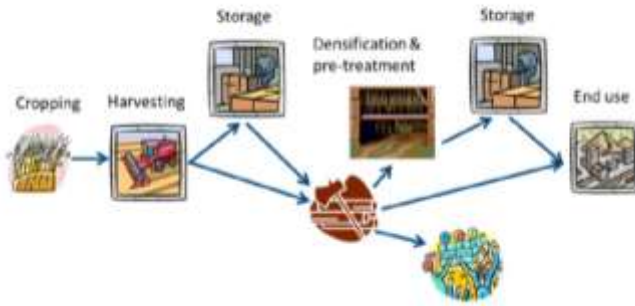 Storage
Storage
Densification &
pre-treatment
Cropping
Harvesting
End use